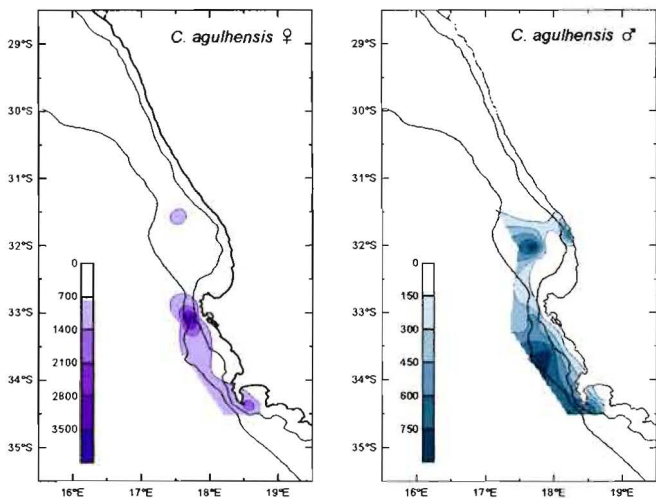 C. agulhensis ♀
29°S
30°S
31°S
32°S
33°S
34°S
35°S
0
700
1400
2100
2800
3500
16°E
17°E
18°E
19°E
C. agulhensis ♂
29°S
30°S
31°S
32°S
33°S
34°S
35°S
0
150
300
450
600
750
16°E
17°E
18°E
19°E